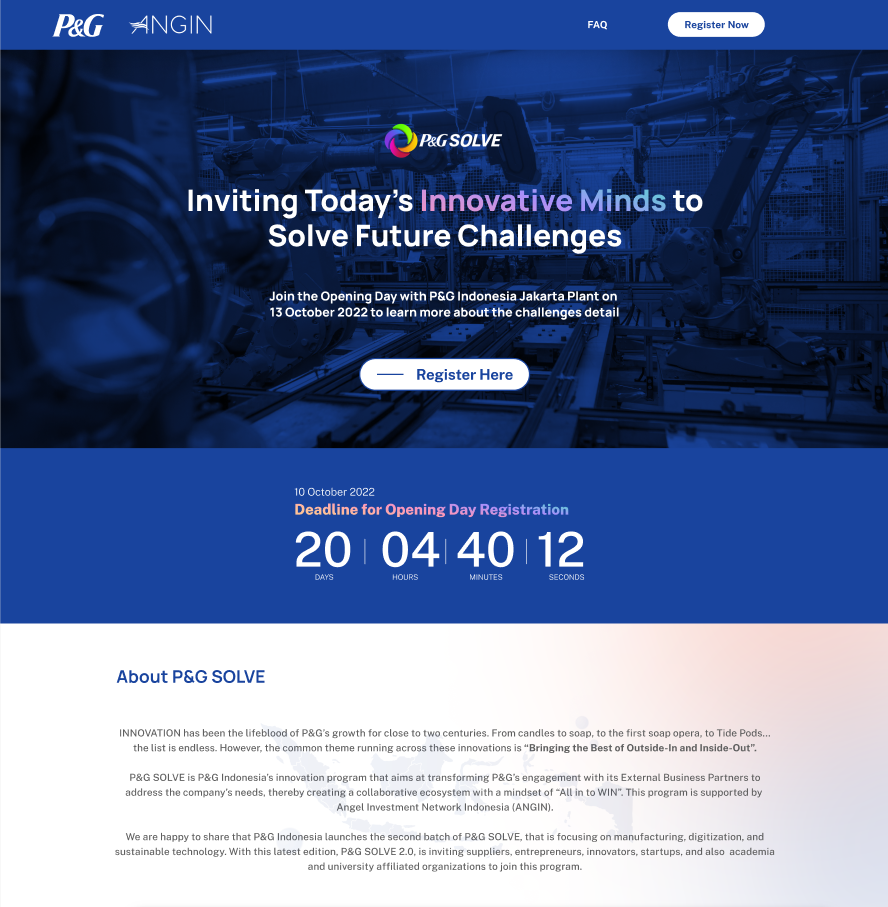 P&G ANGIN FAQ Register Now
P&G SOLVE
Inviting Today's Innovative Minds to
Solve Future Challenges
Join the Opening Day with P&G Indonesia Jakarta Plant on
13 October 2022 to learn more about the challenges detail
Register Here
10 October 2022
Deadline for Opening Day Registration
20 04 40 12
DAYS HOURS MINUTES SECONDS
About P&G SOLVE
INNOVATION has been the lifeblood of P&G's growth for close to two centuries. From candles to soap, to the first soap opera, to Tide Pods...
the list is endless. However, the common theme running across these innovations is “Bringing the Best of Outside-In and Inside-Out”.
P&G SOLVE is P&G Indonesia's innovation program that aims at transforming P&G's engagement with its External Business Partners to
address the company's needs, thereby creating a collaborative ecosystem with a mindset of “All in to WIN”. This program is supported by
Angel Investment Network Indonesia (ANGIN).
We are happy to share that P&G Indonesia launches the second batch of P&G SOLVE, that is focusing on manufacturing, digitization, and
sustainable technology. With this latest edition, P&G SOLVE 2.0, is inviting suppliers, entrepreneurs, innovators, startups, and also academia
and university affiliated organizations to join this program.